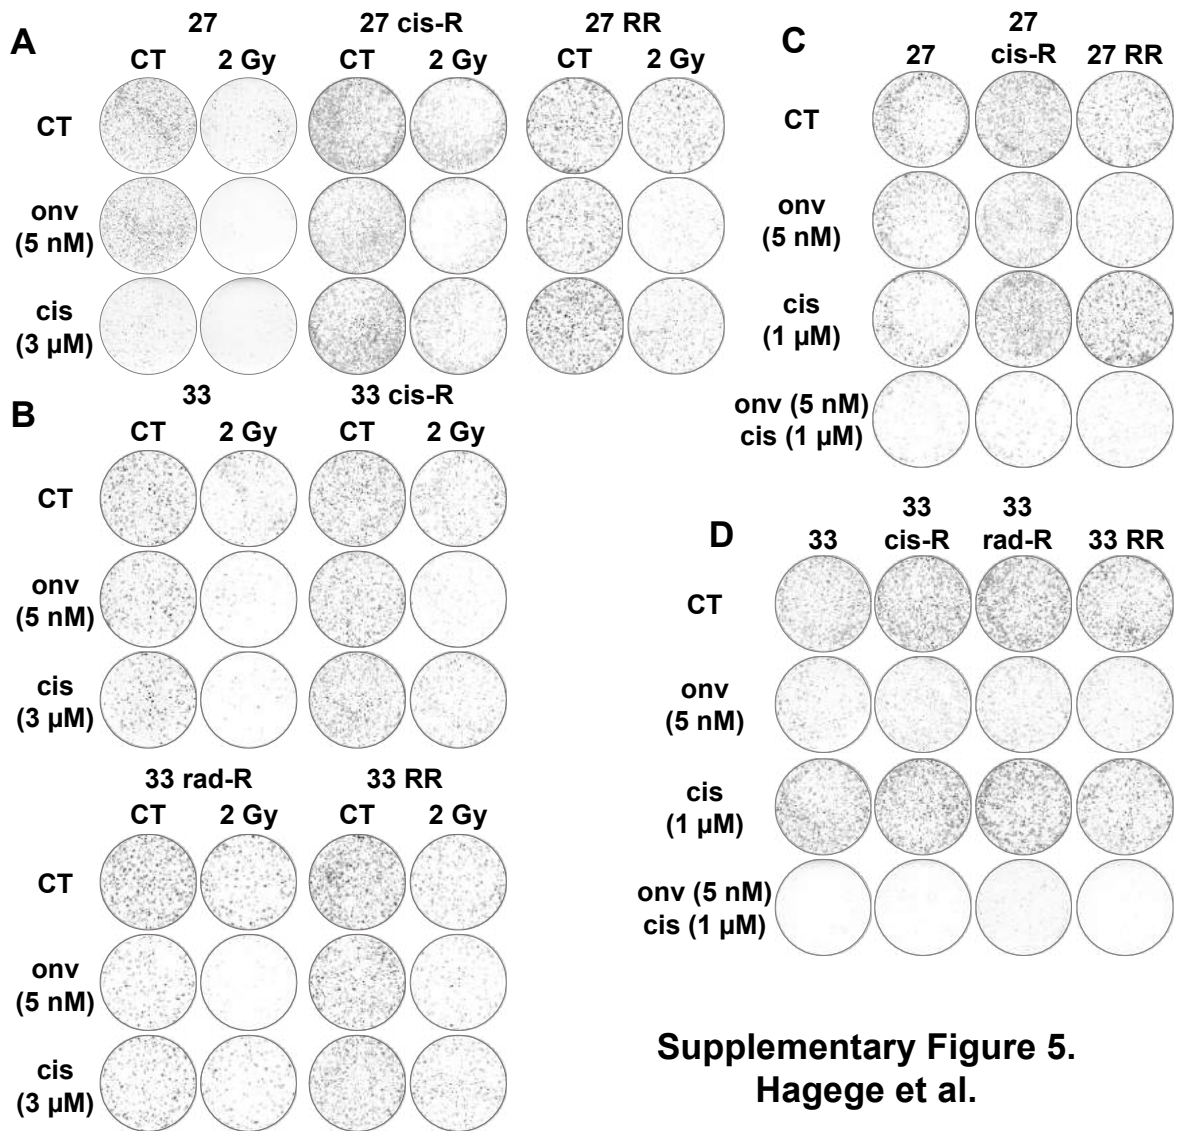 A
27
27 cis-R
27 RR
CT
2 Gy
CT
2 Gy
CT
2 Gy
CT
onv
(5 nM)
cis
(3 µM)
B
33
33 cis-R
CT
2 Gy
CT
2 Gy
CT
onv
(5 nM)
cis
(3 µM)
33 rad-R
33 RR
CT
2 Gy
CT
2 Gy
CT
onv
(5 nM)
cis
(3 µM)
C
27
27
cis-R
27 RR
CT
onv
(5 nM)
cis
(1 µM)
onv (5 nM)
cis (1 µM)
D
33
33
cis-R
33
rad-R
33 RR
CT
onv
(5 nM)
cis
(1 µM)
onv (5 nM)
cis (1 µM)
Supplementary Figure 5.
Hagege et al.